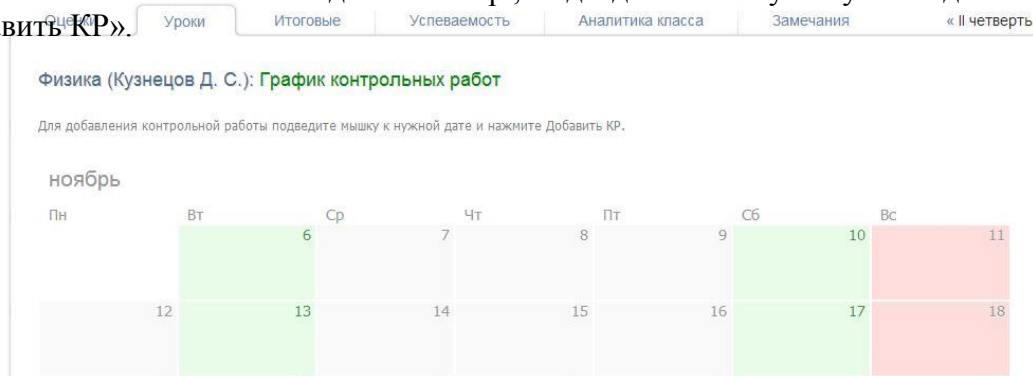 авить КР».
Оценки Уроки Итоговые Успеваемость Аналитика класса Замечания « II четверть
Физика (Кузнецов Д. С.): График контрольных работ
Для добавления контрольной работы подведите мышку к нужной дате и нажмите Добавить КР.
ноябрь
Пн Вт Ср Чт Пт Сб Вс
6 7 8 9 10 11
12 13 14 15 16 17 18